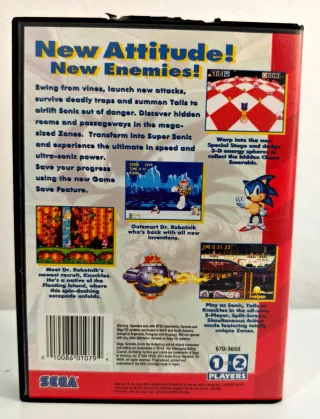 New Attitude!
New Enemies!
Swing from vines, launch new attacks,
survive deadly traps and summon Tails to
airlift Sonic out of danger. Discover hidden
rooms and passageways in the mega-
sized Zones. Transform into Super Sonic
and experience the ultimate in speed and
ultra-sonic power.
Save your progress
using the new Game
Save Feature.
Warp into the new
Special Stage and dodge
3-D energy spheres to
collect the hidden Chaos
Emeralds.
Outsmart Dr. Robotnik
who's back with all new
inventions.
Meet Dr. Robotnik's
newest recruit, Knuckles.
He's a native of the
Floating Island, where
this spin-dashing
escapade unfolds.
Play as Sonic, Tails or
Knuckles in the all-new
2-Player, Split-Screen,
Simultaneous Action
mode featuring totally
unique Zones.
670-3655
1 or 2
PLAYERS
10086 01079
SEGA